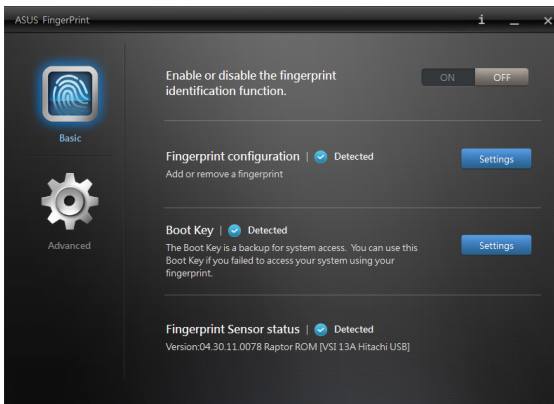 ASUS FingerPrint
Basic
Advanced
Enable or disable the fingerprint
identification function.
ON OFF
Fingerprint configuration | Detected
Add or remove a fingerprint
Settings
Boot Key | Detected
The Boot Key is a backup for system access. You can use this
Boot Key if you failed to access your system using your
fingerprint.
Settings
Fingerprint Sensor status | Detected
Version:04.30.11.0078 Raptor ROM [VSI 13A Hitachi USB]